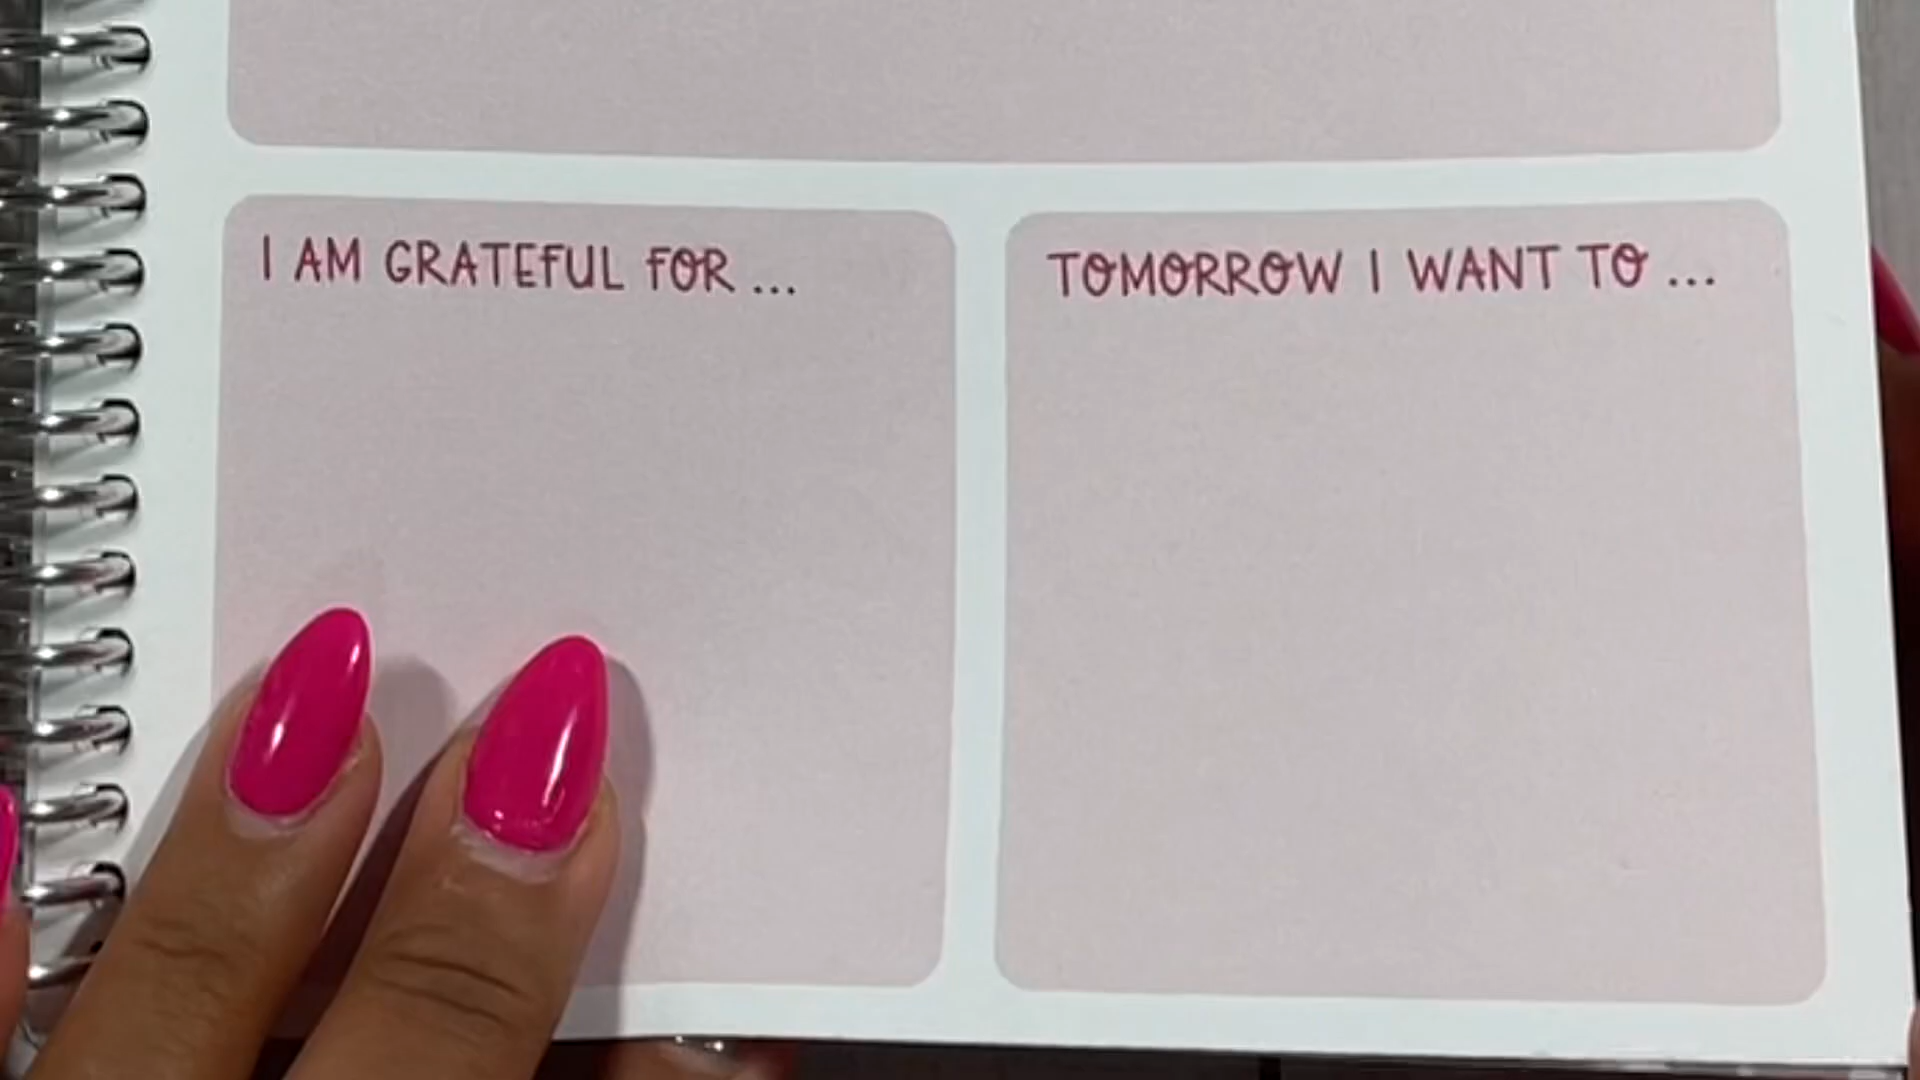 I AM GRATEFUL FOR ...
TOMORROW I WANT TO ...